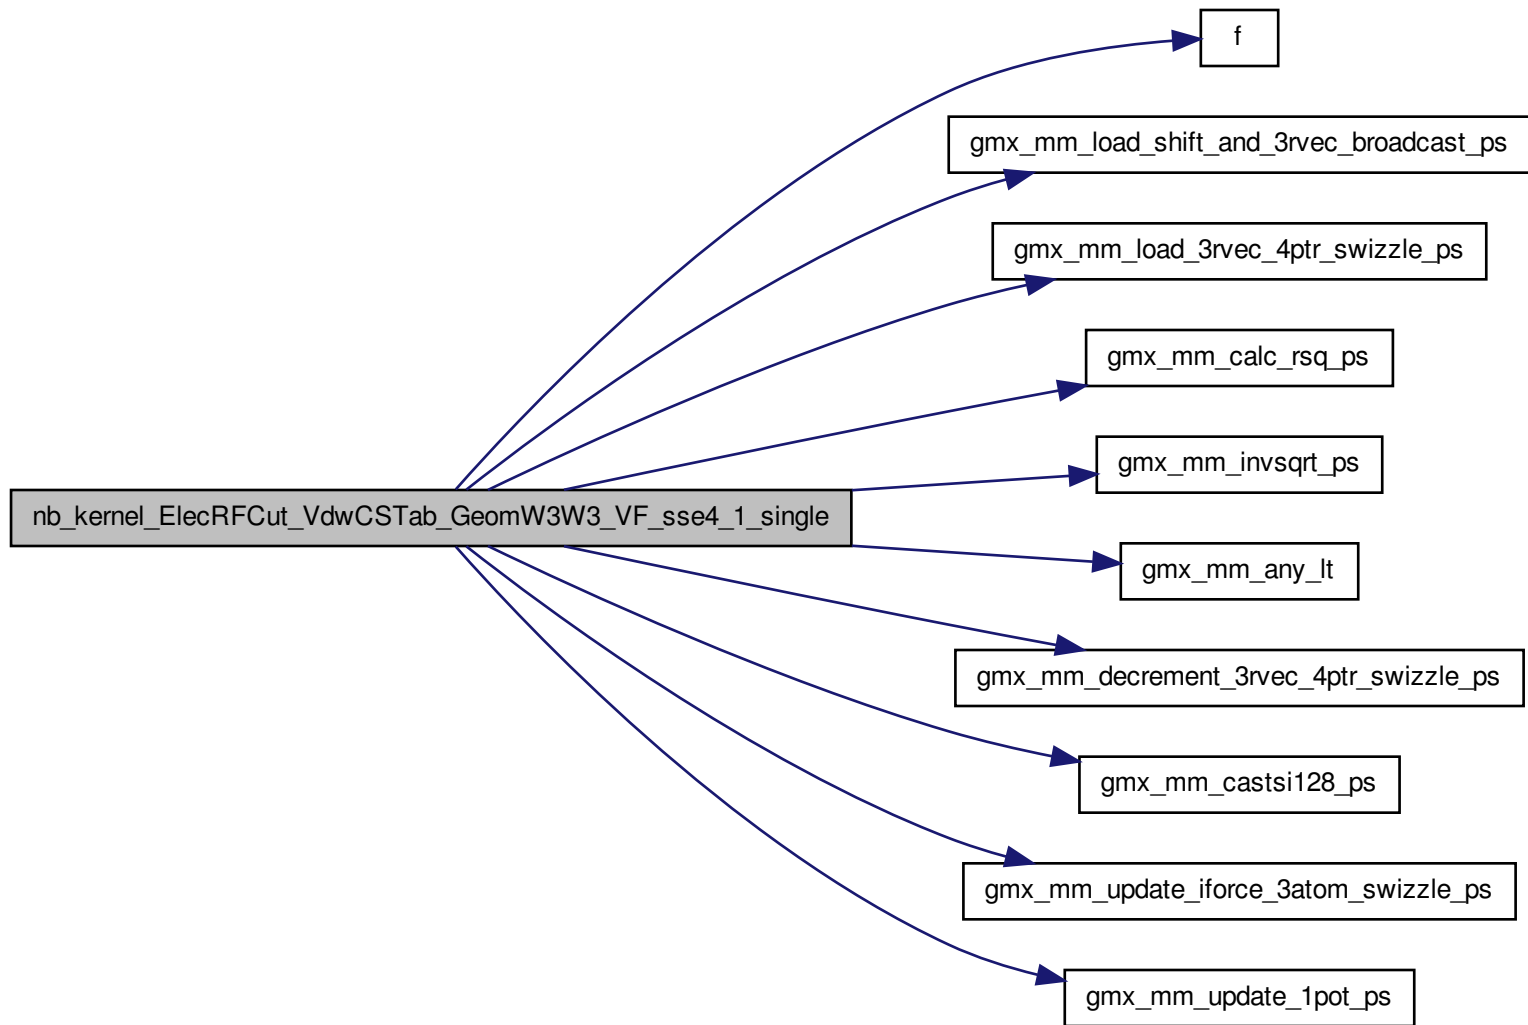 f
gmx_mm_load_shift_and_3rvec_broadcast_ps
gmx_mm_load_3rvec_4ptr_swizzle_ps
gmx_mm_calc_rsq_ps
gmx_mm_invsqrt_ps
nb_kernel_ElecRFCut_VdwCSTab_GeomW3W3_VF_sse4_1_single
gmx_mm_any_lt
gmx_mm_decrement_3rvec_4ptr_swizzle_ps
gmx_mm_castsi128_ps
gmx_mm_update_iforce_3atom_swizzle_ps
gmx_mm_update_1pot_ps